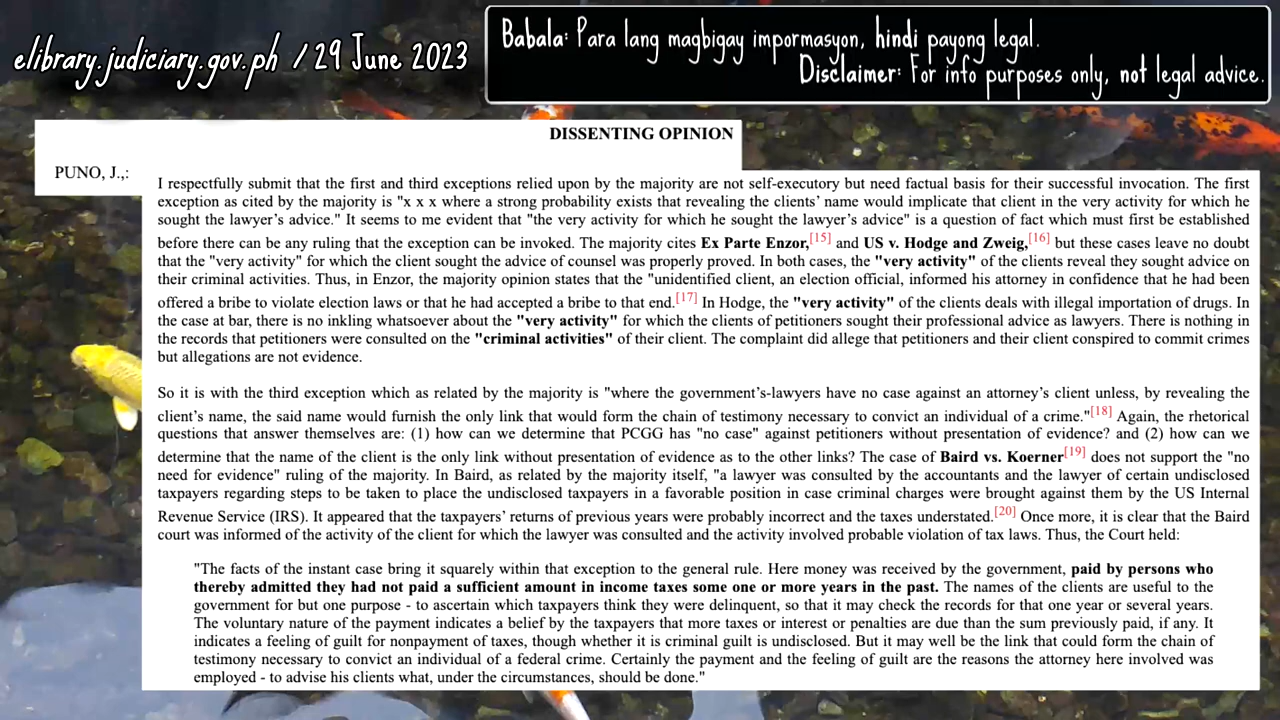 elibrary.judiciary.gov.ph / 29 June 2023
Babala: Para lang magbigay impormasyon, hindi payong legal.
Disclaimer: For info purposes only, not legal advice.
DISSENTING OPINION
PUNO, J.,:
I respectfully submit that the first and third exceptions relied upon by the majority are not self-executory but need factual basis for their successful invocation. The first
exception as cited by the majority is "x x x where a strong probability exists that revealing the clients' name would implicate that client in the very activity for which he
sought the lawyer's advice." It seems to me evident that "the very activity for which he sought the lawyer's advice" is a question of fact which must first be established
before there can be any ruling that the exception can be invoked. The majority cites Ex Parte Enzor,[15] and US v. Hodge and Zweig,[16] but these cases leave no doubt
that the "very activity" for which the client sought the advice of counsel was properly proved. In both cases, the "very activity" of the clients reveal they sought advice on
their criminal activities. Thus, in Enzor, the majority opinion states that the "unidentified client, an election official, informed his attorney in confidence that he had been
offered a bribe to violate election laws or that he had accepted a bribe to that end.[17] In Hodge, the "very activity" of the clients deals with illegal importation of drugs. In
the case at bar, there is no inkling whatsoever about the "very activity" for which the clients of petitioners sought their professional advice as lawyers. There is nothing in
the records that petitioners were consulted on the "criminal activities" of their client. The complaint did allege that petitioners and their client conspired to commit crimes
but allegations are not evidence.
So it is with the third exception which as related by the majority is "where the government's-lawyers have no case against an attorney's client unless, by revealing the
client's name, the said name would furnish the only link that would form the chain of testimony necessary to convict an individual of a crime."[18] Again, the rhetorical
questions that answer themselves are: (1) how can we determine that PCGG has "no case" against petitioners without presentation of evidence? and (2) how can we
determine that the name of the client is the only link without presentation of evidence as to the other links? The case of Baird vs. Koerner[19] does not support the "no
need for evidence" ruling of the majority. In Baird, as related by the majority itself, "a lawyer was consulted by the accountants and the lawyer of certain undisclosed
taxpayers regarding steps to be taken to place the undisclosed taxpayers in a favorable position in case criminal charges were brought against them by the US Internal
Revenue Service (IRS). It appeared that the taxpayers' returns of previous years were probably incorrect and the taxes understated.[20] Once more, it is clear that the Baird
court was informed of the activity of the client for which the lawyer was consulted and the activity involved probable violation of tax laws. Thus, the Court held:
"The facts of the instant case bring it squarely within that exception to the general rule. Here money was received by the government, paid by persons who
thereby admitted they had not paid a sufficient amount in income taxes some one or more years in the past. The names of the clients are useful to the
government for but one purpose - to ascertain which taxpayers think they were delinquent, so that it may check the records for that one year or several years.
The voluntary nature of the payment indicates a belief by the taxpayers that more taxes or interest or penalties are due than the sum previously paid, if any. It
indicates a feeling of guilt for nonpayment of taxes, though whether it is criminal guilt is undisclosed. But it may well be the link that could form the chain of
testimony necessary to convict an individual of a federal crime. Certainly the payment and the feeling of guilt are the reasons the attorney here involved was
employed - to advise his clients what, under the circumstances, should be done."